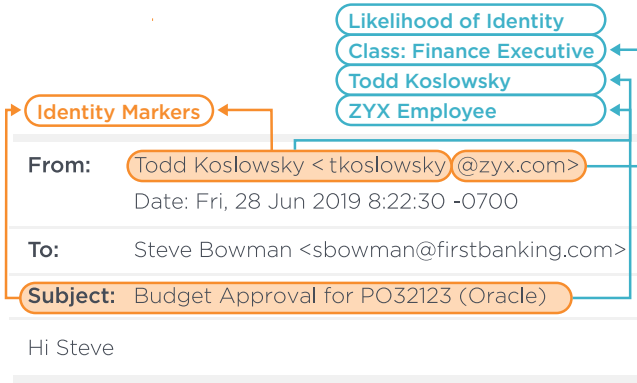 Likelihood of Identity
Class: Finance Executive
Todd Koslowsky
Identity Markers
ZYX Employee
From: Todd Koslowsky <tkoslowsky @zyx.com>
Date: Fri, 28 Jun 2019 8:22:30 -0700
To: Steve Bowman <sbowman@firstbanking.com>
Subject: Budget Approval for PO32123 (Oracle)
Hi Steve